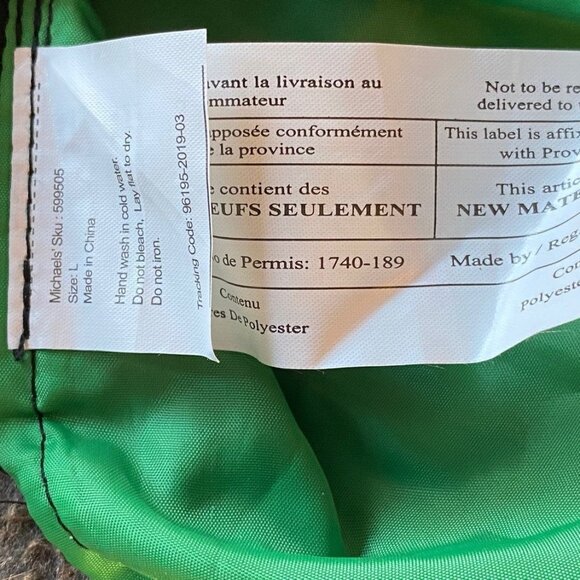 Michaels' Sku : 599505
Size: L
Made in China
Hand wash in cold water.
Do not bleach, Lay flat to dry.
Do not iron.
Tracking Code: 96195-2019-03
vant la livraison au
mmateur
pposée conformément
la province
contient des
EUFS SEULEMENT
o de Permis: 1740-189
Contenu
res De Polyester
Not to be re
delivered to
This label is affix
with Prov
This artic
NEW MATE
Made by / Reg
Con
Polyeste